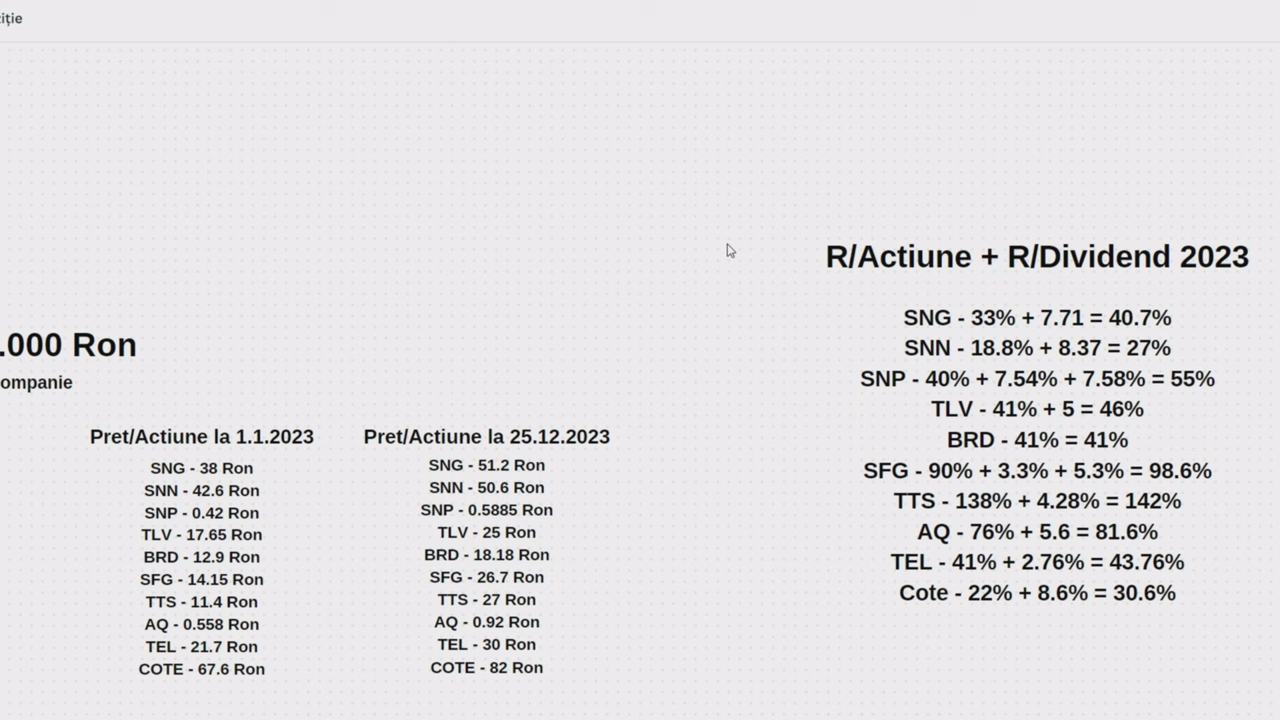 iție
.000 Ron
ompanie
Pret/Actiune la 1.1.2023
SNG - 38 Ron
SNN - 42.6 Ron
SNP - 0.42 Ron
TLV - 17.65 Ron
BRD - 12.9 Ron
SFG - 14.15 Ron
TTS - 11.4 Ron
AQ - 0.558 Ron
TEL - 21.7 Ron
COTE - 67.6 Ron
Pret/Actiune la 25.12.2023
SNG - 51.2 Ron
SNN - 50.6 Ron
SNP - 0.5885 Ron
TLV - 25 Ron
BRD - 18.18 Ron
SFG - 26.7 Ron
TTS - 27 Ron
AQ - 0.92 Ron
TEL - 30 Ron
COTE - 82 Ron
R/Actiune + R/Dividend 2023
SNG - 33% + 7.71 = 40.7%
SNN - 18.8% + 8.37 = 27%
SNP - 40% + 7.54% + 7.58% = 55%
TLV - 41% + 5 = 46%
BRD - 41% = 41%
SFG - 90% + 3.3% + 5.3% = 98.6%
TTS - 138% + 4.28% = 142%
AQ - 76% + 5.6 = 81.6%
TEL - 41% + 2.76% = 43.76%
Cote - 22% + 8.6% = 30.6%